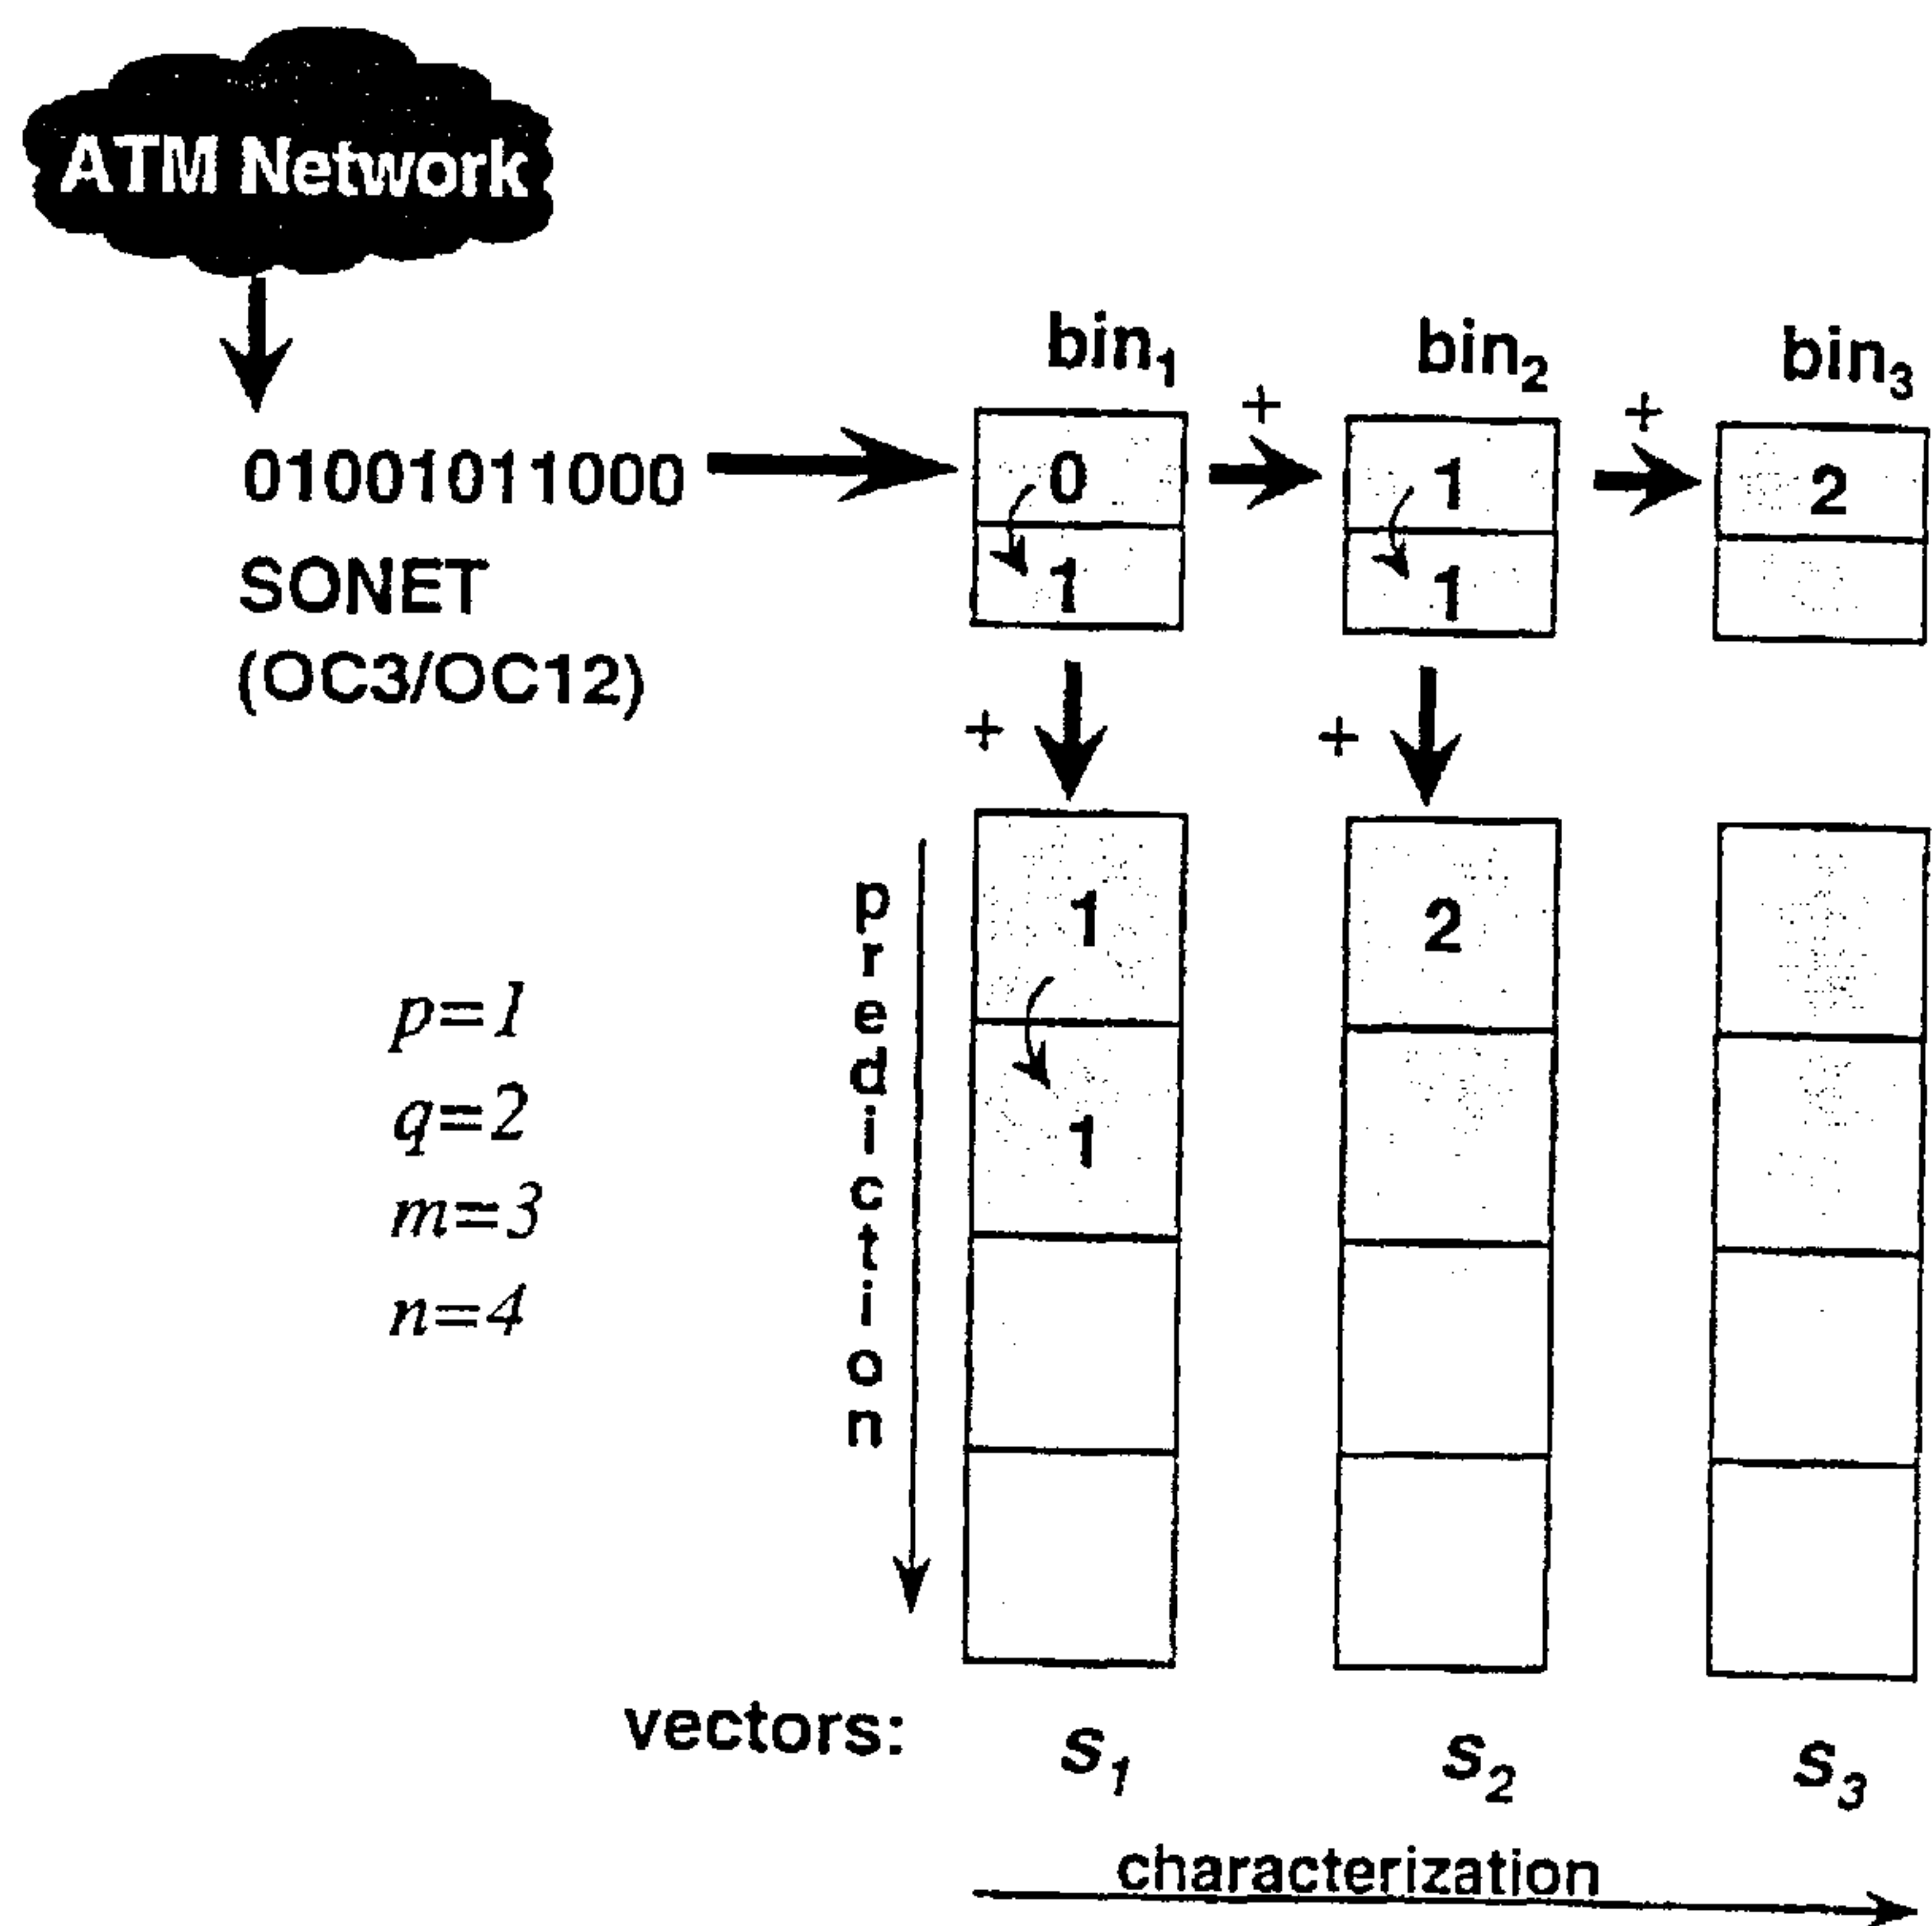 ATM Network
bin₁ bin₂ bin₃
+ +
010010111000 0 1 2
SONET 1 1
(OC3/OC12)
+ +
prediction
1 2
p=1
q=2 1
m=3
n=4
vectors: s₁ s₂ s₃
characterization